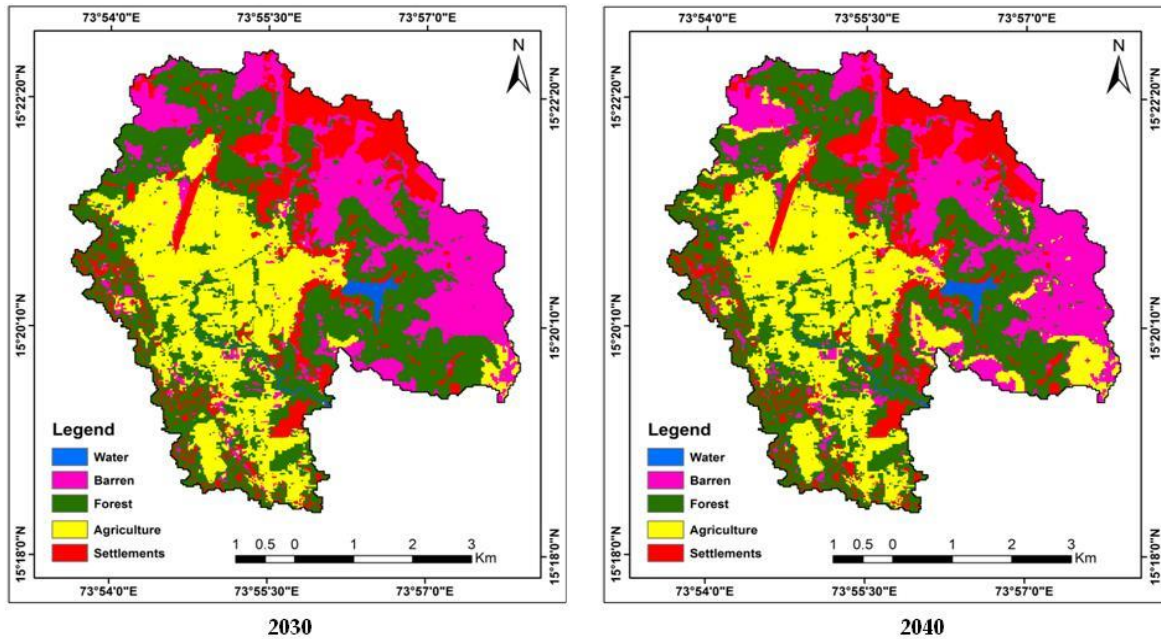 73°54'0"E 73°55'30"E 73°57'0"E
N
15°22'20"N 15°22'20"N
15°20'10"N 15°20'10"N
15°18'0"N 15°18'0"N
Legend
Water
Barren
Forest
Agriculture
Settlements
1 0.5 0 1 2 3
Km
73°54'0"E 73°55'30"E 73°57'0"E
2030
73°54'0"E 73°55'30"E 73°57'0"E
N
15°22'20"N 15°22'20"N
15°20'10"N 15°20'10"N
15°18'0"N 15°18'0"N
Legend
Water
Barren
Forest
Agriculture
Settlements
1 0.5 0 1 2 3
Km
73°54'0"E 73°55'30"E 73°57'0"E
2040